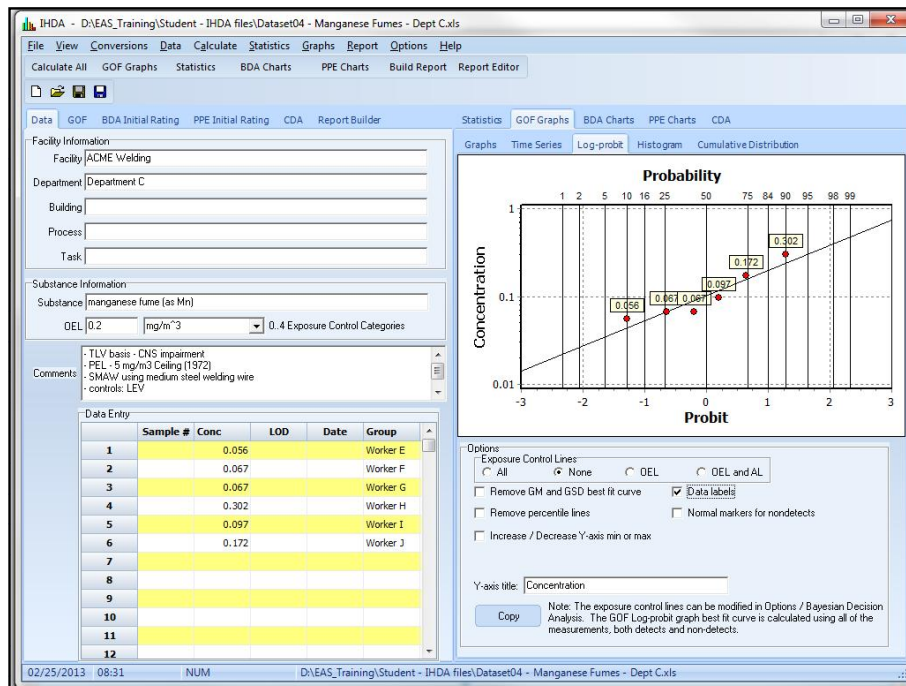 IHDA - D:\EAS_Training\Student - IHDA files\Dataset04 - Manganese Fumes - Dept C.xls
File View Conversions Data Calculate Statistics Graphs Report Options Help
Calculate All GOF Graphs Statistics BDA Charts PPE Charts Build Report Report Editor
Data GOF BDA Initial Rating PPE Initial Rating CDA Report Builder
Facility Information
Facility ACME Welding
Department Department C
Building
Process
Task
Substance Information
Substance manganese fume (as Mn)
OEL 0.2 mg/m^3 0..4 Exposure Control Categories
Comments
- TLV basis - CNS impairment
- PEL - 5 mg/m3 Ceiling (1972)
- SMAW using medium steel welding wire
- controls: LEV
Data Entry
Sample # Conc LOD Date Group
1 0.056 Worker E
2 0.067 Worker F
3 0.067 Worker G
4 0.302 Worker H
5 0.097 Worker I
6 0.172 Worker J
7
8
9
10
11
12
Statistics GOF Graphs BDA Charts PPE Charts CDA
Graphs Time Series Log-probit Histogram Cumulative Distribution
Probability
1 2 5 10 16 25 50 75 84 90 95 98 99
1
0.302
0.172
Concentration
0.1
0.097
0.056 0.067 0.067
0.01
-3 -2 -1 0 1 2 3
Probit
Options
Exposure Control Lines
All None OEL OEL and AL
Remove GM and GSD best fit curve Data labels
Remove percentile lines Normal markers for nondetects
Increase / Decrease Y-axis min or max
Y-axis title: Concentration
Copy
Note: The exposure control lines can be modified in Options / Bayesian Decision
Analysis. The GOF Log-probit graph best fit curve is calculated using all of the
measurements, both detects and non-detects.
02/25/2013 08:31 NUM D:\EAS_Training\Student - IHDA files\Dataset04 - Manganese Fumes - Dept C.xls